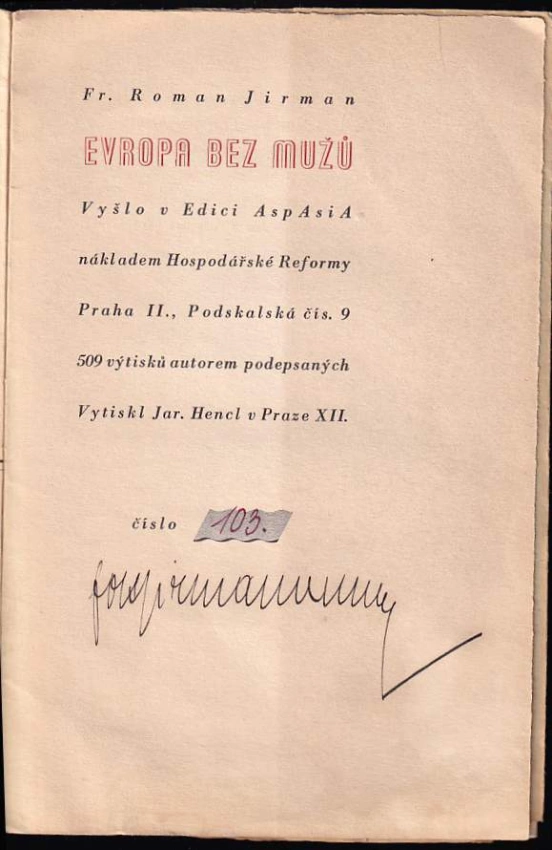 Fr. Roman Jirman
EVROPA BEZ MUŽŮ
Vyšlo v Edici AspAsiA
nákladem Hospodářské Reformy
Praha II., Podskalská čís. 9
509 výtisků autorem podepsaných
Vytiskl Jar. Hencl v Praze XII.
číslo 103.